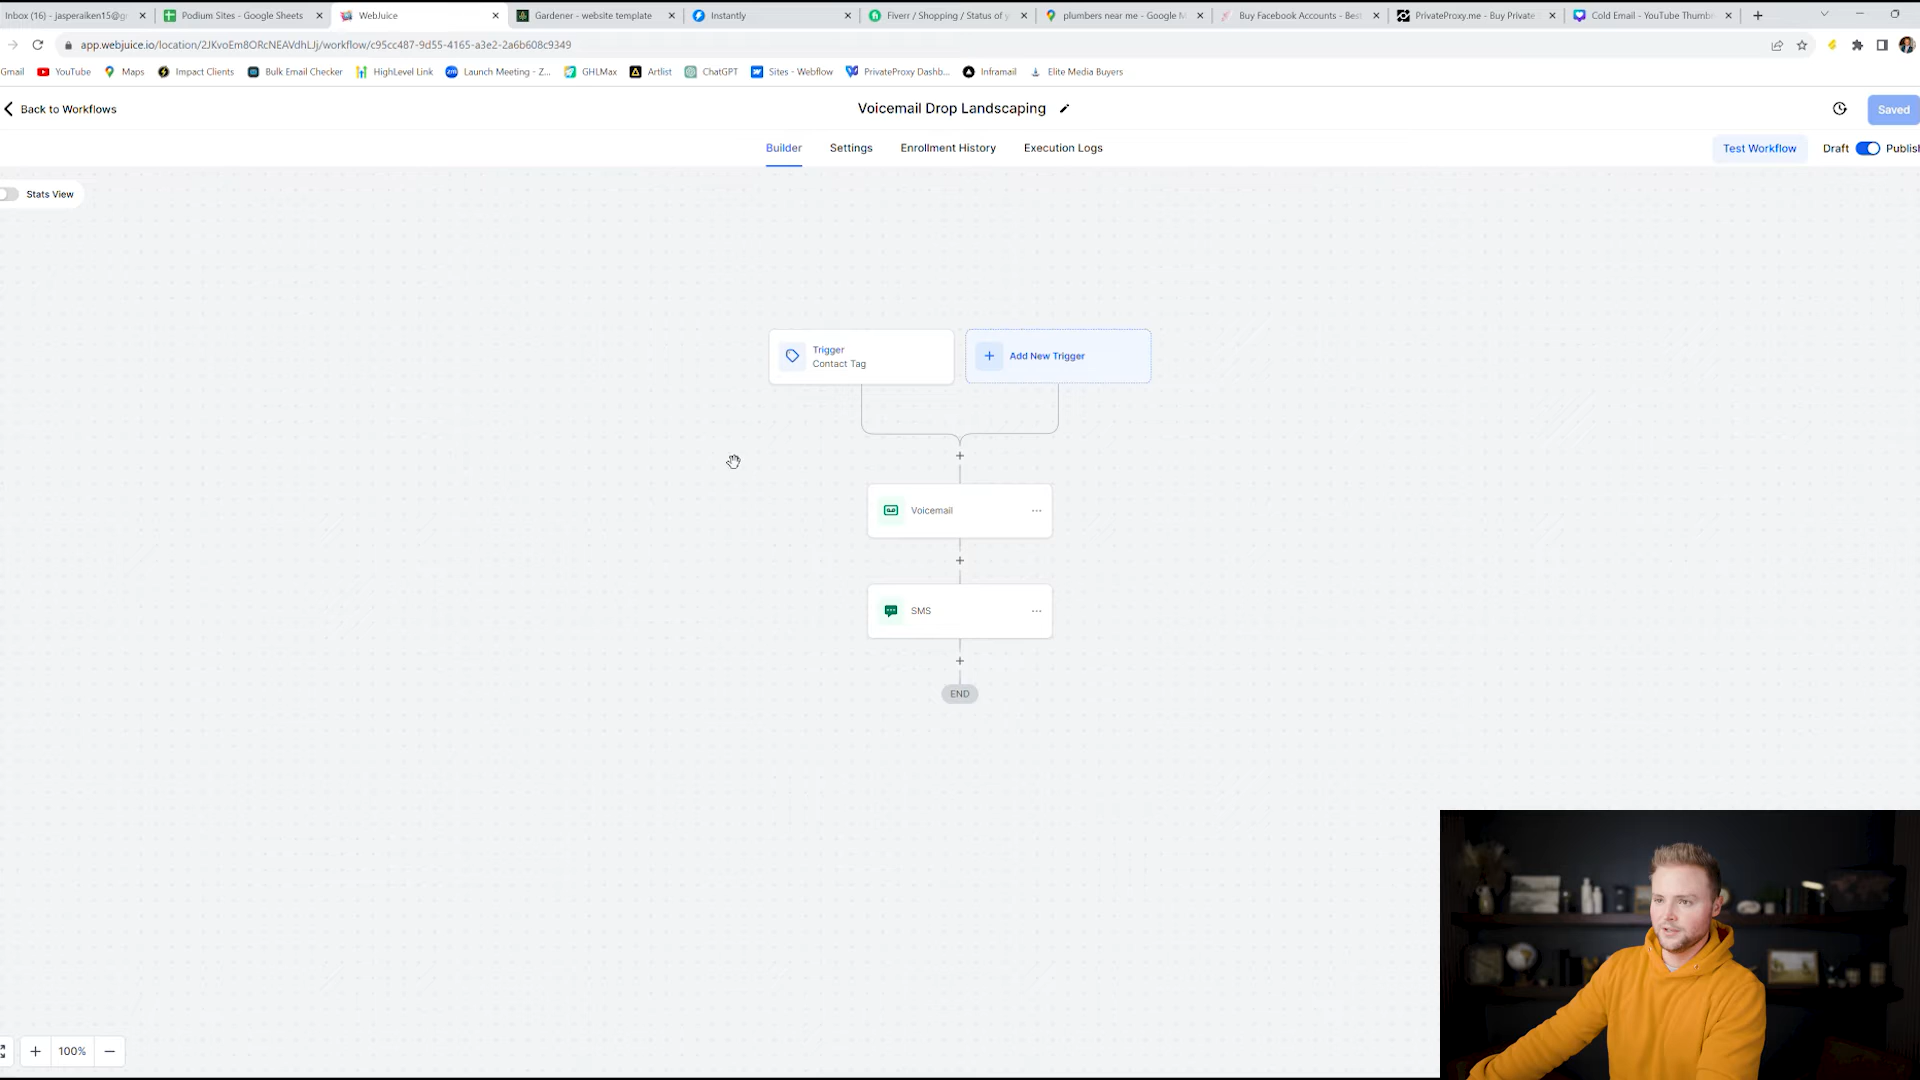 Inbox (16) - jasperaiken15@g
Podium Sites - Google Sheets
WebJuice
Gardener - website template
Instantly
Fiverr / Shopping / Status of y
plumbers near me - Google M
Buy Facebook Accounts - Best
PrivateProxy.me - Buy Private
Cold Email - YouTube Thumbn
app.webjuice.io/location/2JKvoEm8ORcNEAVdhLJj/workflow/c95cc487-9d55-4165-a3e2-2a6b608c9349
Gmail
YouTube
Maps
Impact Clients
Bulk Email Checker
HighLevel Link
Launch Meeting - Z...
GHLMax
Artlist
ChatGPT
Sites - Webflow
PrivateProxy Dashb...
Inframail
Elite Media Buyers
Back to Workflows
Voicemail Drop Landscaping
Saved
Builder
Settings
Enrollment History
Execution Logs
Test Workflow
Draft
Publish
Stats View
Trigger
Contact Tag
Add New Trigger
Voicemail
SMS
END
100%